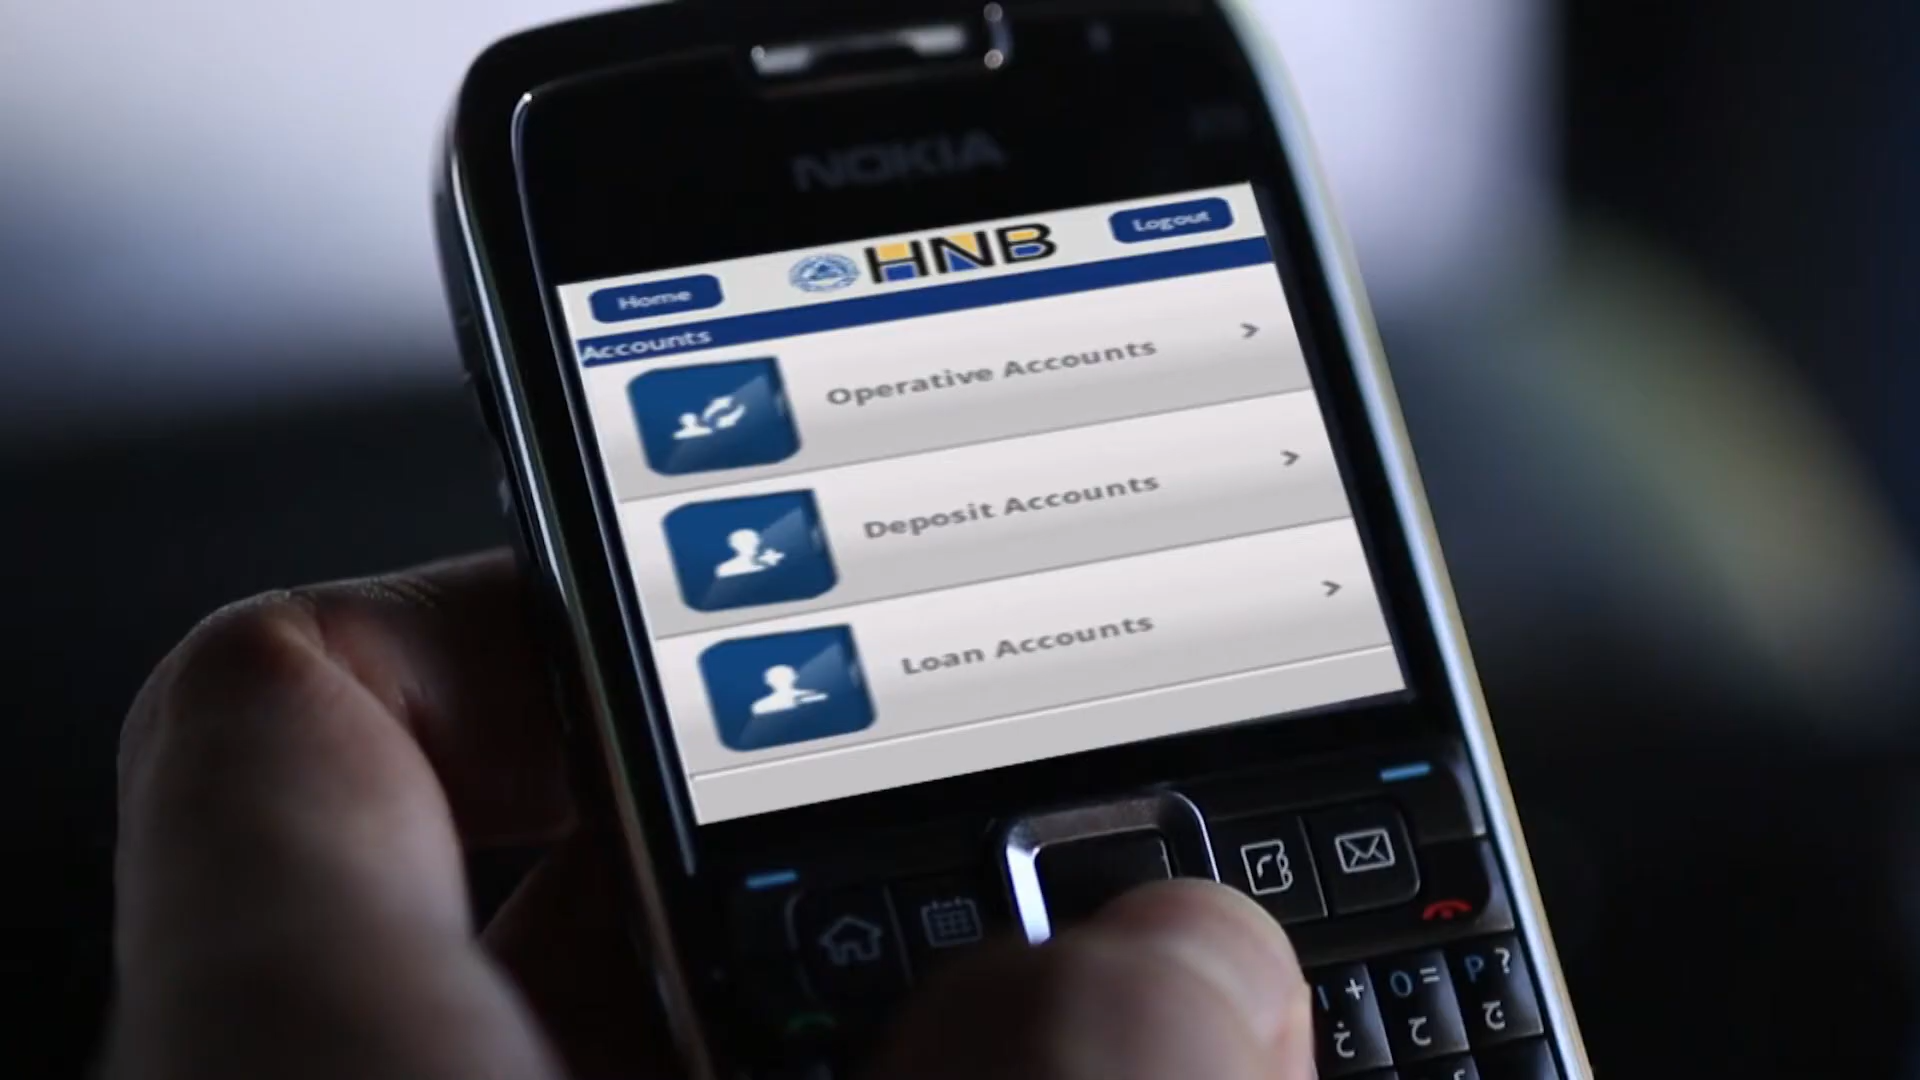 NOKIA
Home
HNB
Logout
Accounts
Operative Accounts
Deposit Accounts
Loan Accounts
I +
خ
O =
ح
P ?
ج